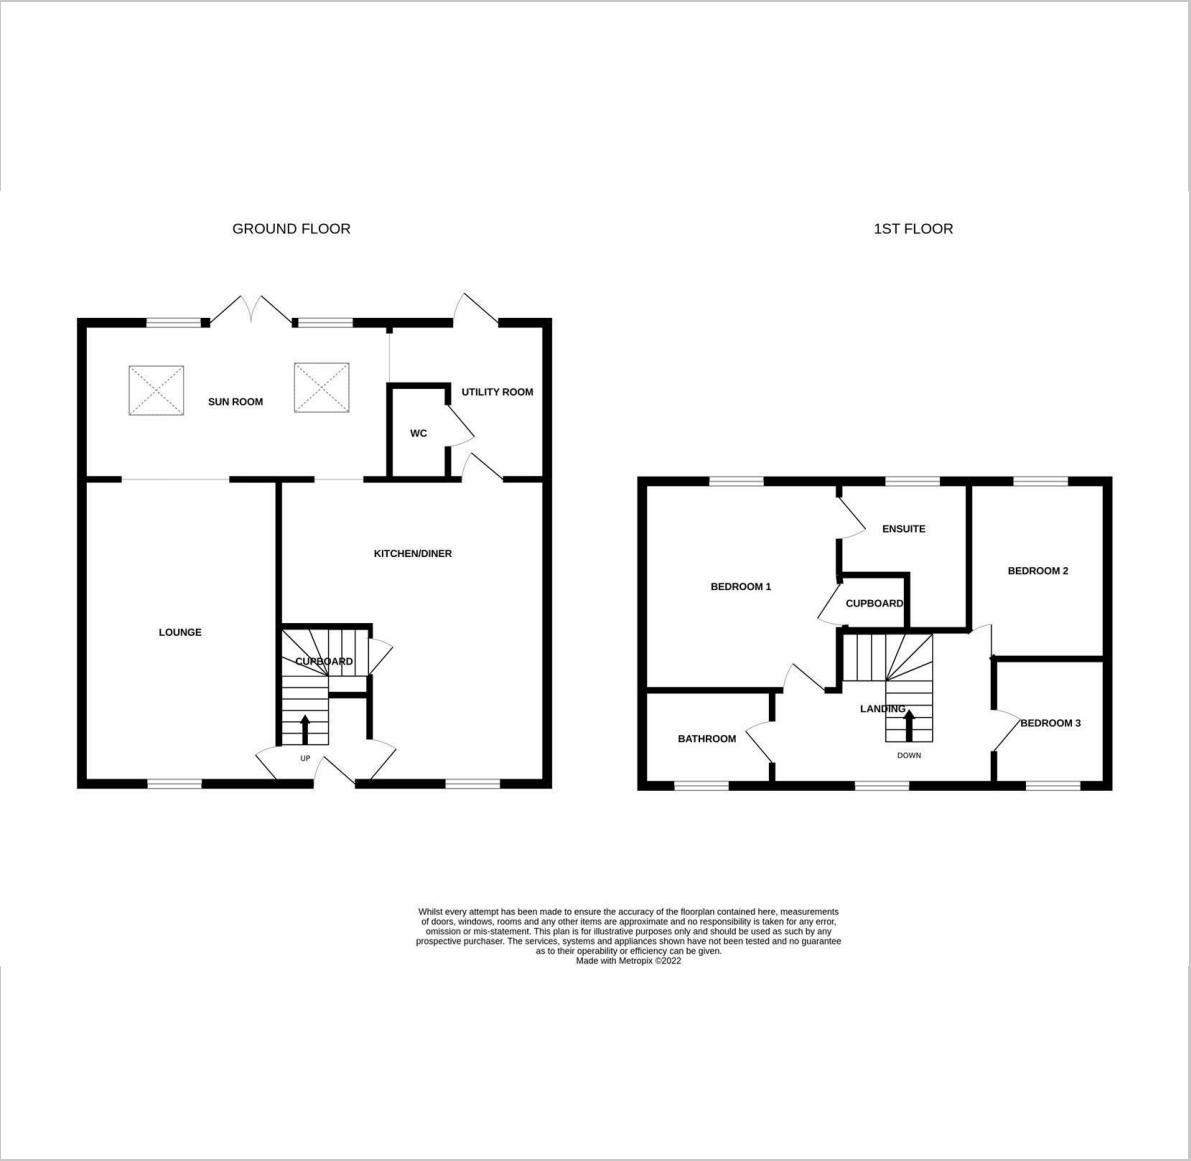 GROUND FLOOR
1ST FLOOR
SUN ROOM
UTILITY ROOM
WC
KITCHEN/DINER
LOUNGE
CUPBOARD
UP
ENSUITE
BEDROOM 1
BEDROOM 2
CUPBOARD
LANDING
BEDROOM 3
BATHROOM
DOWN
Whilst every attempt has been made to ensure the accuracy of the floorplan contained here, measurements
of doors, windows, rooms and any other items are approximate and no responsibility is taken for any error,
omission or mis-statement. This plan is for illustrative purposes only and should be used as such by any
prospective purchaser. The services, systems and appliances shown have not been tested and no guarantee
as to their operability or efficiency can be given.
Made with Metropix ©2022